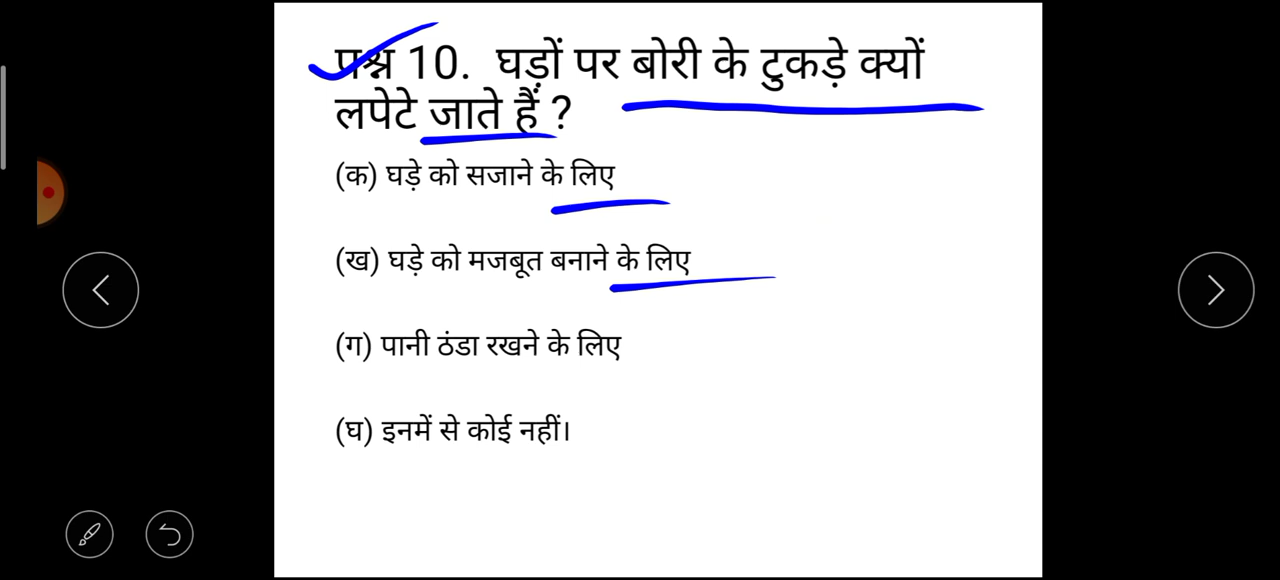 प्रश्न 10. घड़ों पर बोरी के टुकड़े क्यों
लपेटे जाते हैं ?
(क) घड़े को सजाने के लिए
(ख) घड़े को मजबूत बनाने के लिए
(ग) पानी ठंडा रखने के लिए
(घ) इनमें से कोई नहीं।